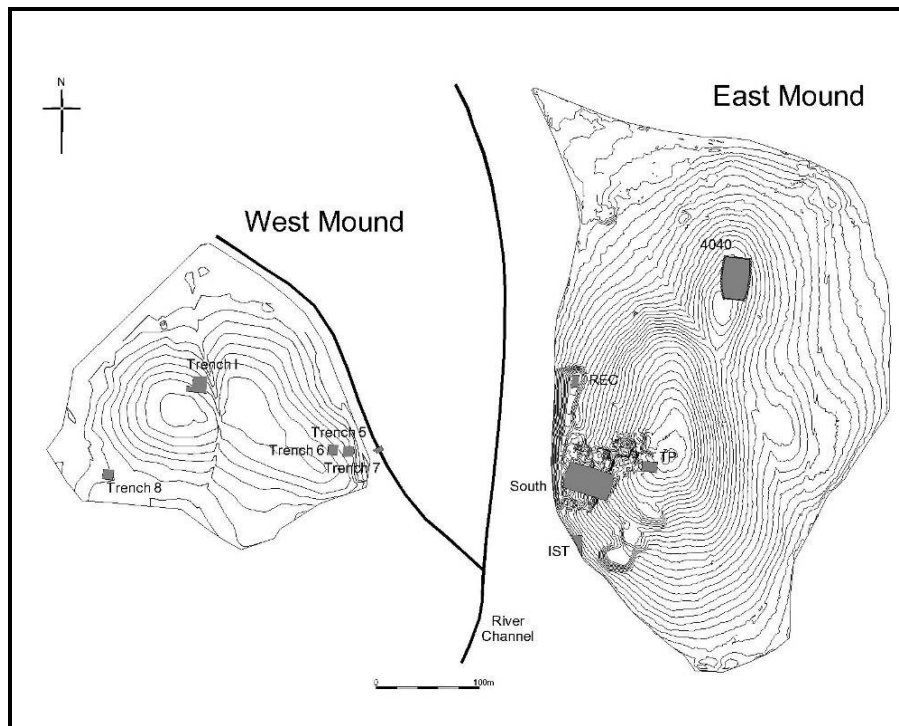 N
East Mound
West Mound
4040
Trench I
REC
Trench 5
Trench 6
Trench 7
TP
Trench 8
South
IST
River
Channel
0 100m